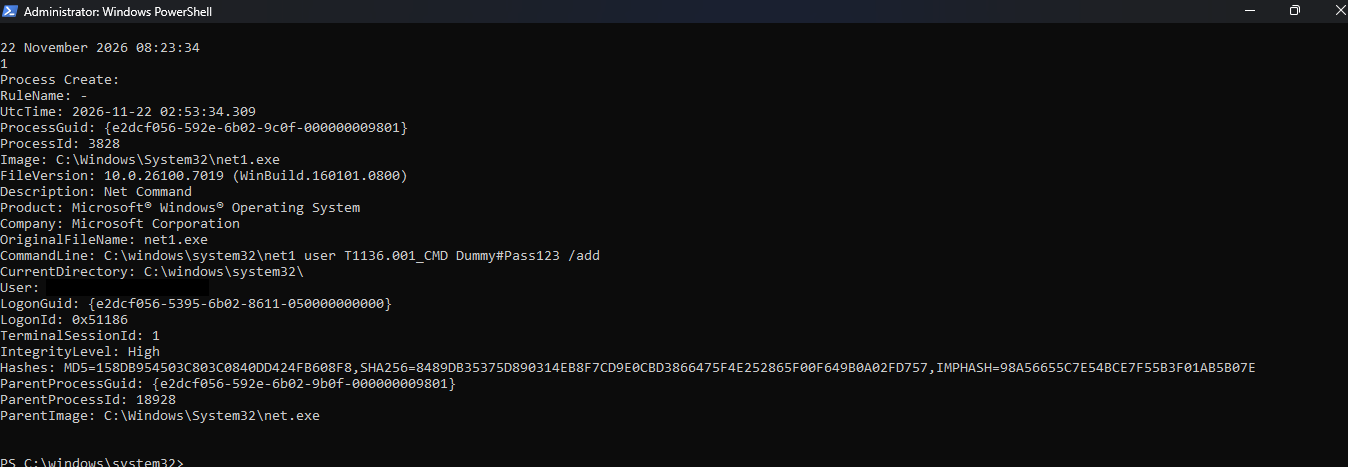 Administrator: Windows PowerShell
22 November 2026 08:23:34
1
Process Create:
RuleName: -
UtcTime: 2026-11-22 02:53:34.309
ProcessGuid: {e2dcf056-592e-6b02-9c0f-000000009801}
ProcessId: 3828
Image: C:\Windows\System32\net1.exe
FileVersion: 10.0.26100.7019 (WinBuild.160101.0800)
Description: Net Command
Product: Microsoft® Windows® Operating System
Company: Microsoft Corporation
OriginalFileName: net1.exe
CommandLine: C:\windows\system32\net1 user T1136.001_CMD Dummy#Pass123 /add
CurrentDirectory: C:\windows\system32\
User:
LogonGuid: {e2dcf056-5395-6b02-8611-050000000000}
LogonId: 0x51186
TerminalSessionId: 1
IntegrityLevel: High
Hashes: MD5=158DB954503C803C0840DD424FB608F8,SHA256=8489DB35375D890314EB8F7CD9E0CBD3866475F4E252865F00F649B0A02FD757,IMPHASH=98A56655C7E54BCE7F55B3F01AB5B07E
ParentProcessGuid: {e2dcf056-592e-6b02-9b0f-000000009801}
ParentProcessId: 18928
ParentImage: C:\Windows\System32\net.exe
PS C:\windows\system32>